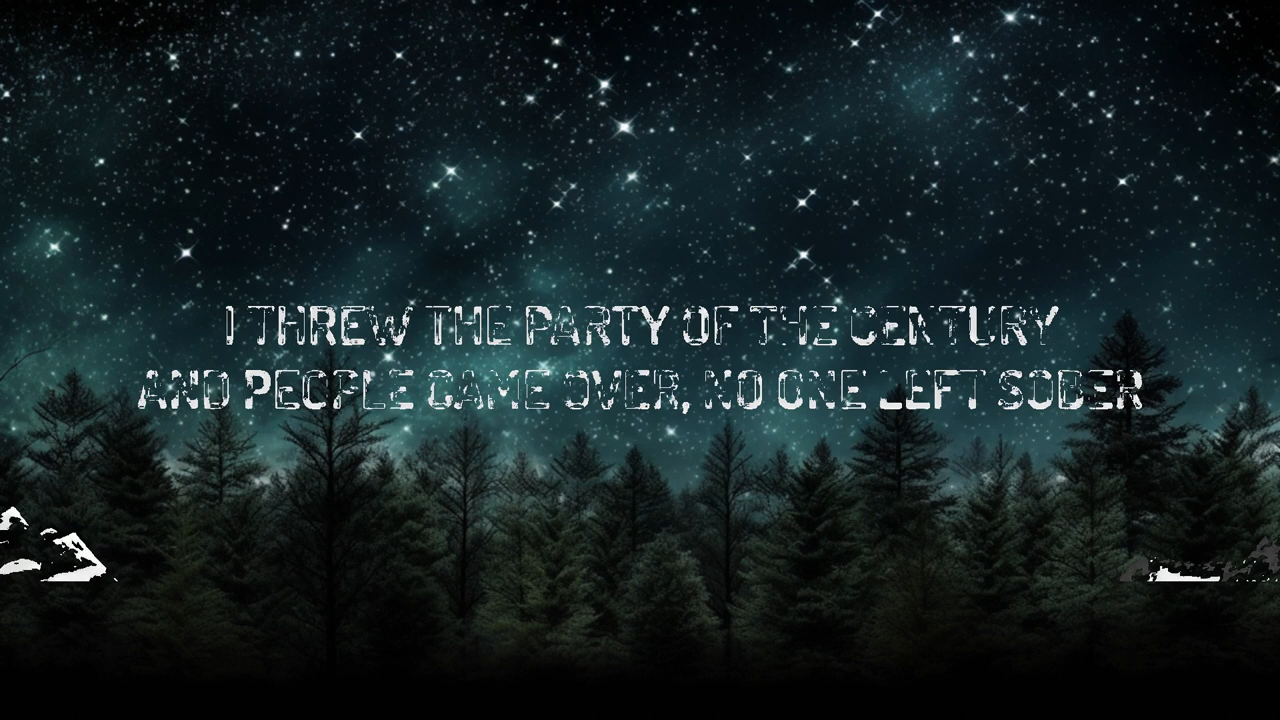 I THREW THE PARTY OF THE CENTURY
AND PEOPLE CAME OVER, NO ONE LEFT SOBER